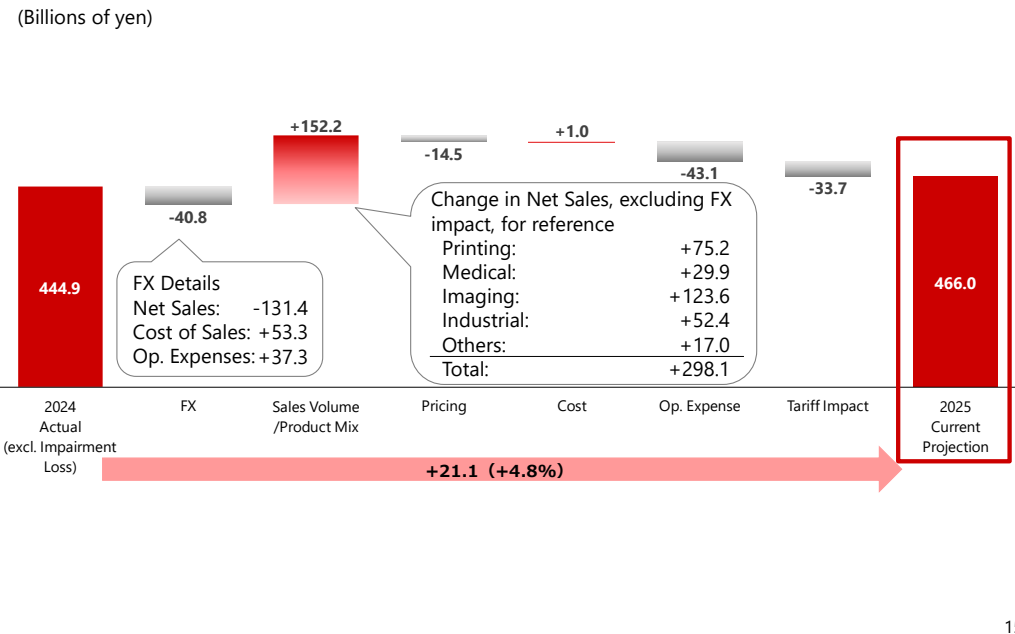 (Billions of yen)
+152.2
+1.0
-14.5
-43.1
-33.7
-40.8
444.9
466.0
Change in Net Sales, excluding FX
impact, for reference
Printing: +75.2
Medical: +29.9
Imaging: +123.6
Industrial: +52.4
Others: +17.0
Total: +298.1
FX Details
Net Sales: -131.4
Cost of Sales: +53.3
Op. Expenses: +37.3
2024
Actual
(excl. Impairment
Loss)
FX
Sales Volume
/Product Mix
Pricing
Cost
Op. Expense
Tariff Impact
2025
Current
Projection
+21.1（+4.8%）